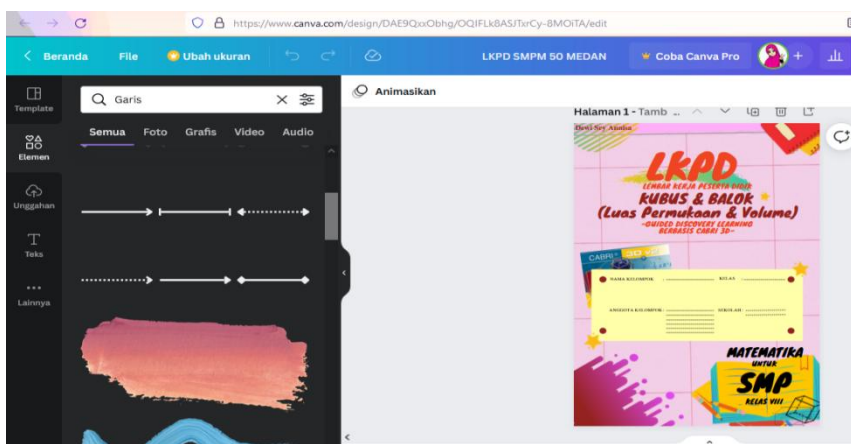 https://www.canva.com/design/DAE9QxxObhg/OQIFLk8ASJTxrCy-8MOiTA/edit
Beranda File Ubah ukuran LKPD SMPM 50 MEDAN Coba Canva Pro
Template
Elemen
Unggahan
Teks
Lainnya
Garis
Semua Foto Grafis Video Audio
Animasikan
Halaman 1 - Tamb ...
LKPD
LEMBAR KERJA PESERTA DIDIK
KUBUS & BALOK
(Luas Permukaan & Volume)
-GUIDED DISCOVERY LEARNING
BERBASIS CABRI 3D-
CABRI 3D
NAMA KELOMPOK : KELAS :
ANGGOTA KELOMPOK: SEKOLAH :
MATEMATIKA
UNTUK
SMP
KELAS VIII